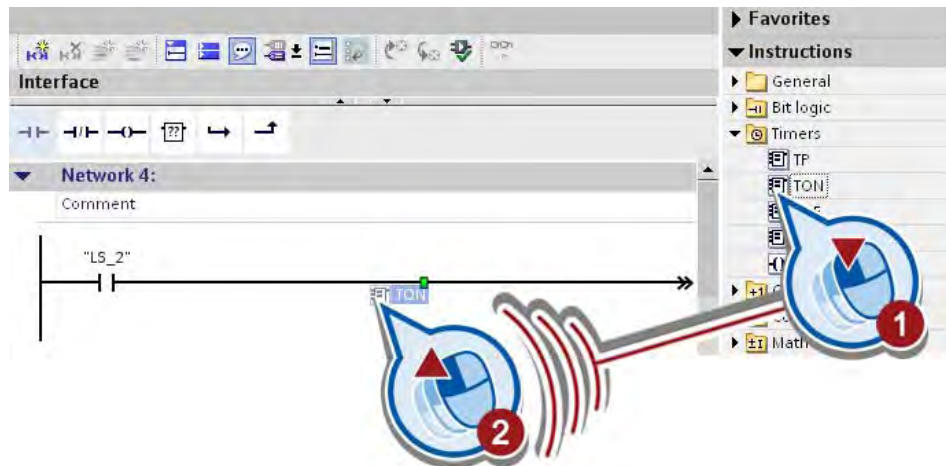 Favorites
Instructions
Interface
General
Bit logic
Timers
??
TP
Network 4:
TON
Comment
"LS_2"
TON
1
Math
2